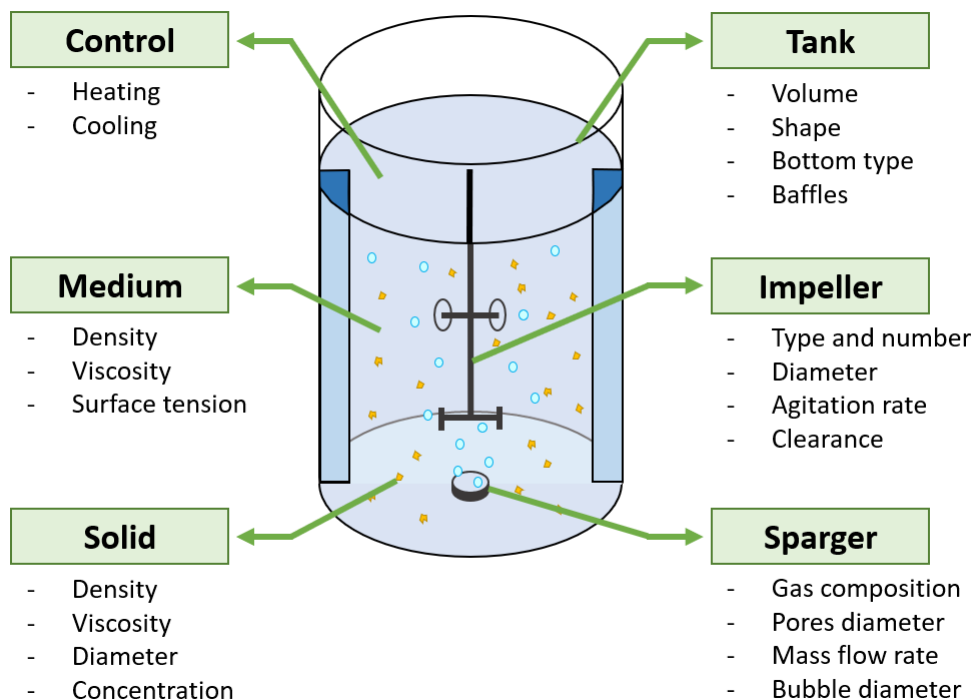 Control
- Heating
- Cooling
Medium
- Density
- Viscosity
- Surface tension
Solid
- Density
- Viscosity
- Diameter
- Concentration
Tank
- Volume
- Shape
- Bottom type
- Baffles
Impeller
- Type and number
- Diameter
- Agitation rate
- Clearance
Sparger
- Gas composition
- Pores diameter
- Mass flow rate
- Bubble diameter